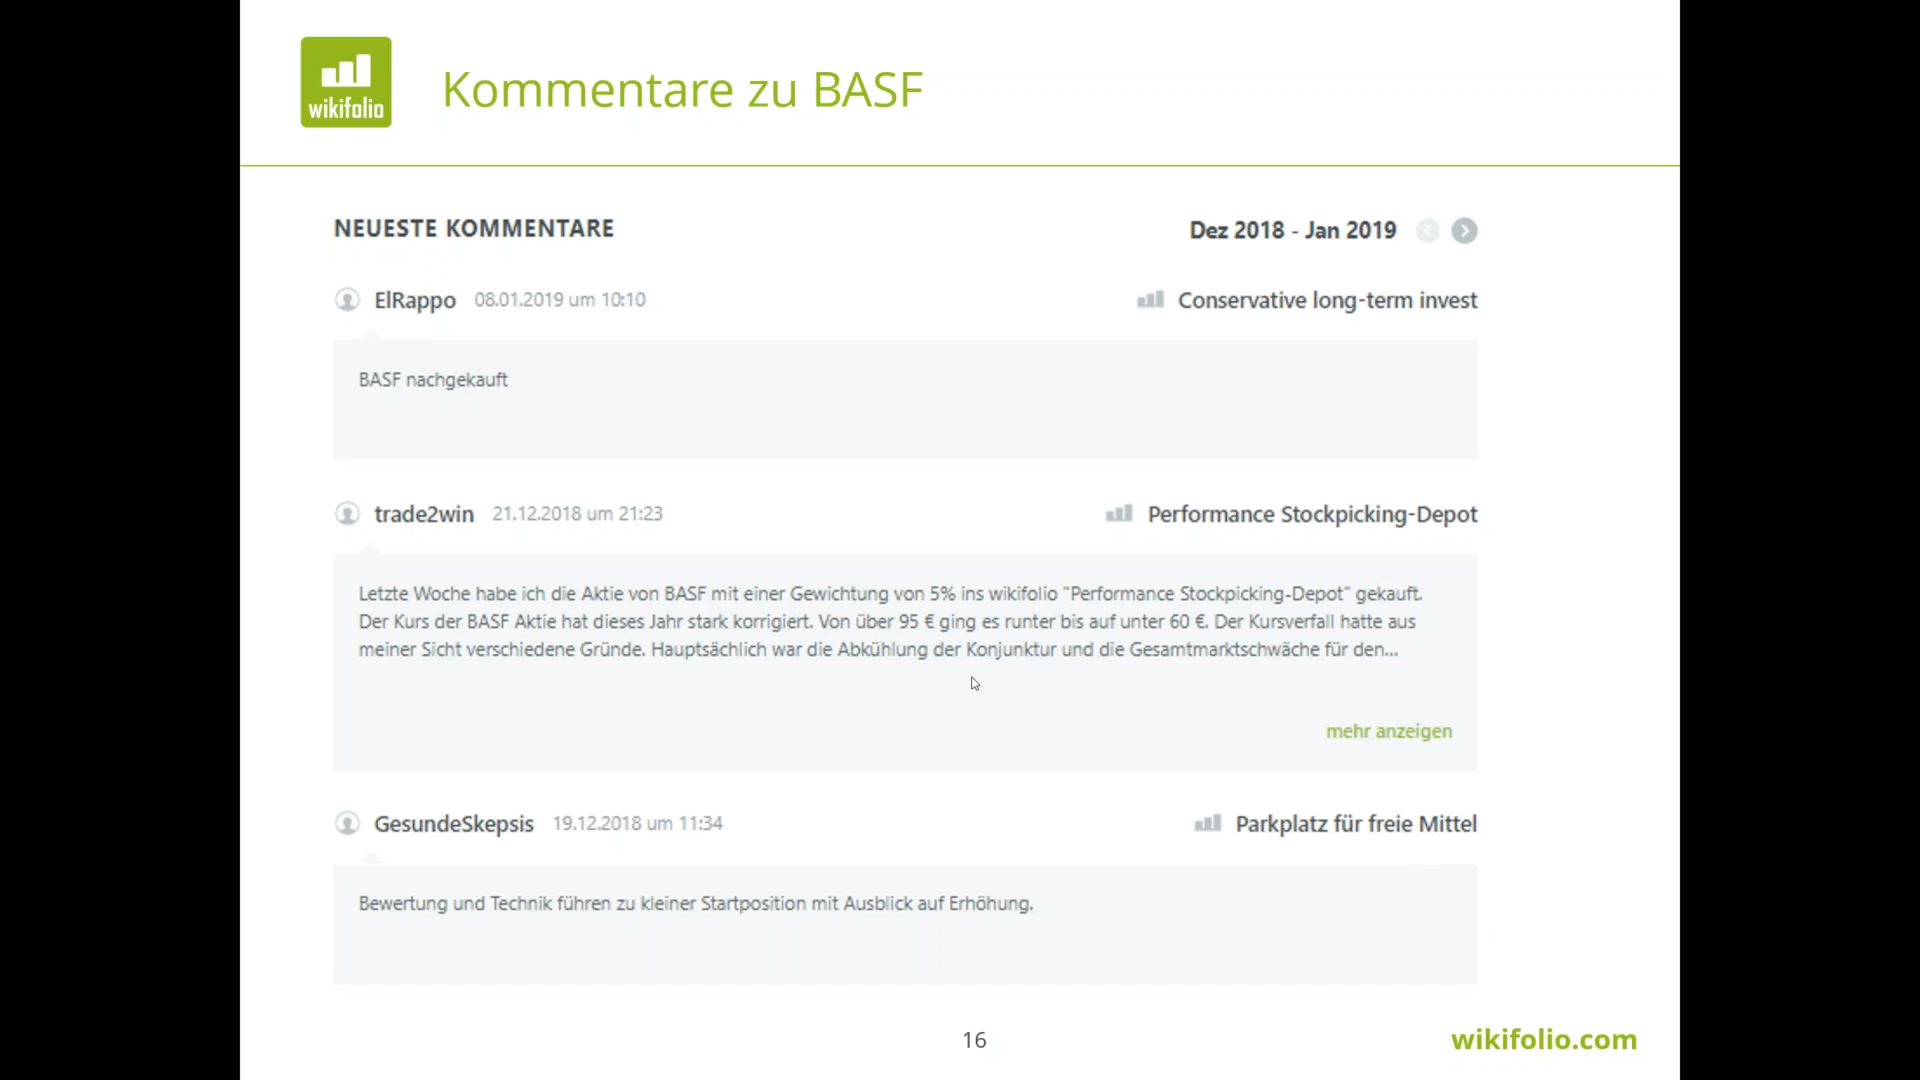 wikifolio
Kommentare zu BASF
NEUESTE KOMMENTARE
Dez 2018 - Jan 2019
ElRappo 08.01.2019 um 10:10
Conservative long-term invest
BASF nachgekauft
trade2win 21.12.2018 um 21:23
Performance Stockpicking-Depot
Letzte Woche habe ich die Aktie von BASF mit einer Gewichtung von 5% ins wikifolio "Performance Stockpicking-Depot" gekauft.
Der Kurs der BASF Aktie hat dieses Jahr stark korrigiert. Von über 95 € ging es runter bis auf unter 60 €. Der Kursverfall hatte aus
meiner Sicht verschiedene Gründe. Hauptsächlich war die Abkühlung der Konjunktur und die Gesamtmarktschwäche für den...
mehr anzeigen
GesundeSkepsis 19.12.2018 um 11:34
Parkplatz für freie Mittel
Bewertung und Technik führen zu kleiner Startposition mit Ausblick auf Erhöhung.
16
wikifolio.com